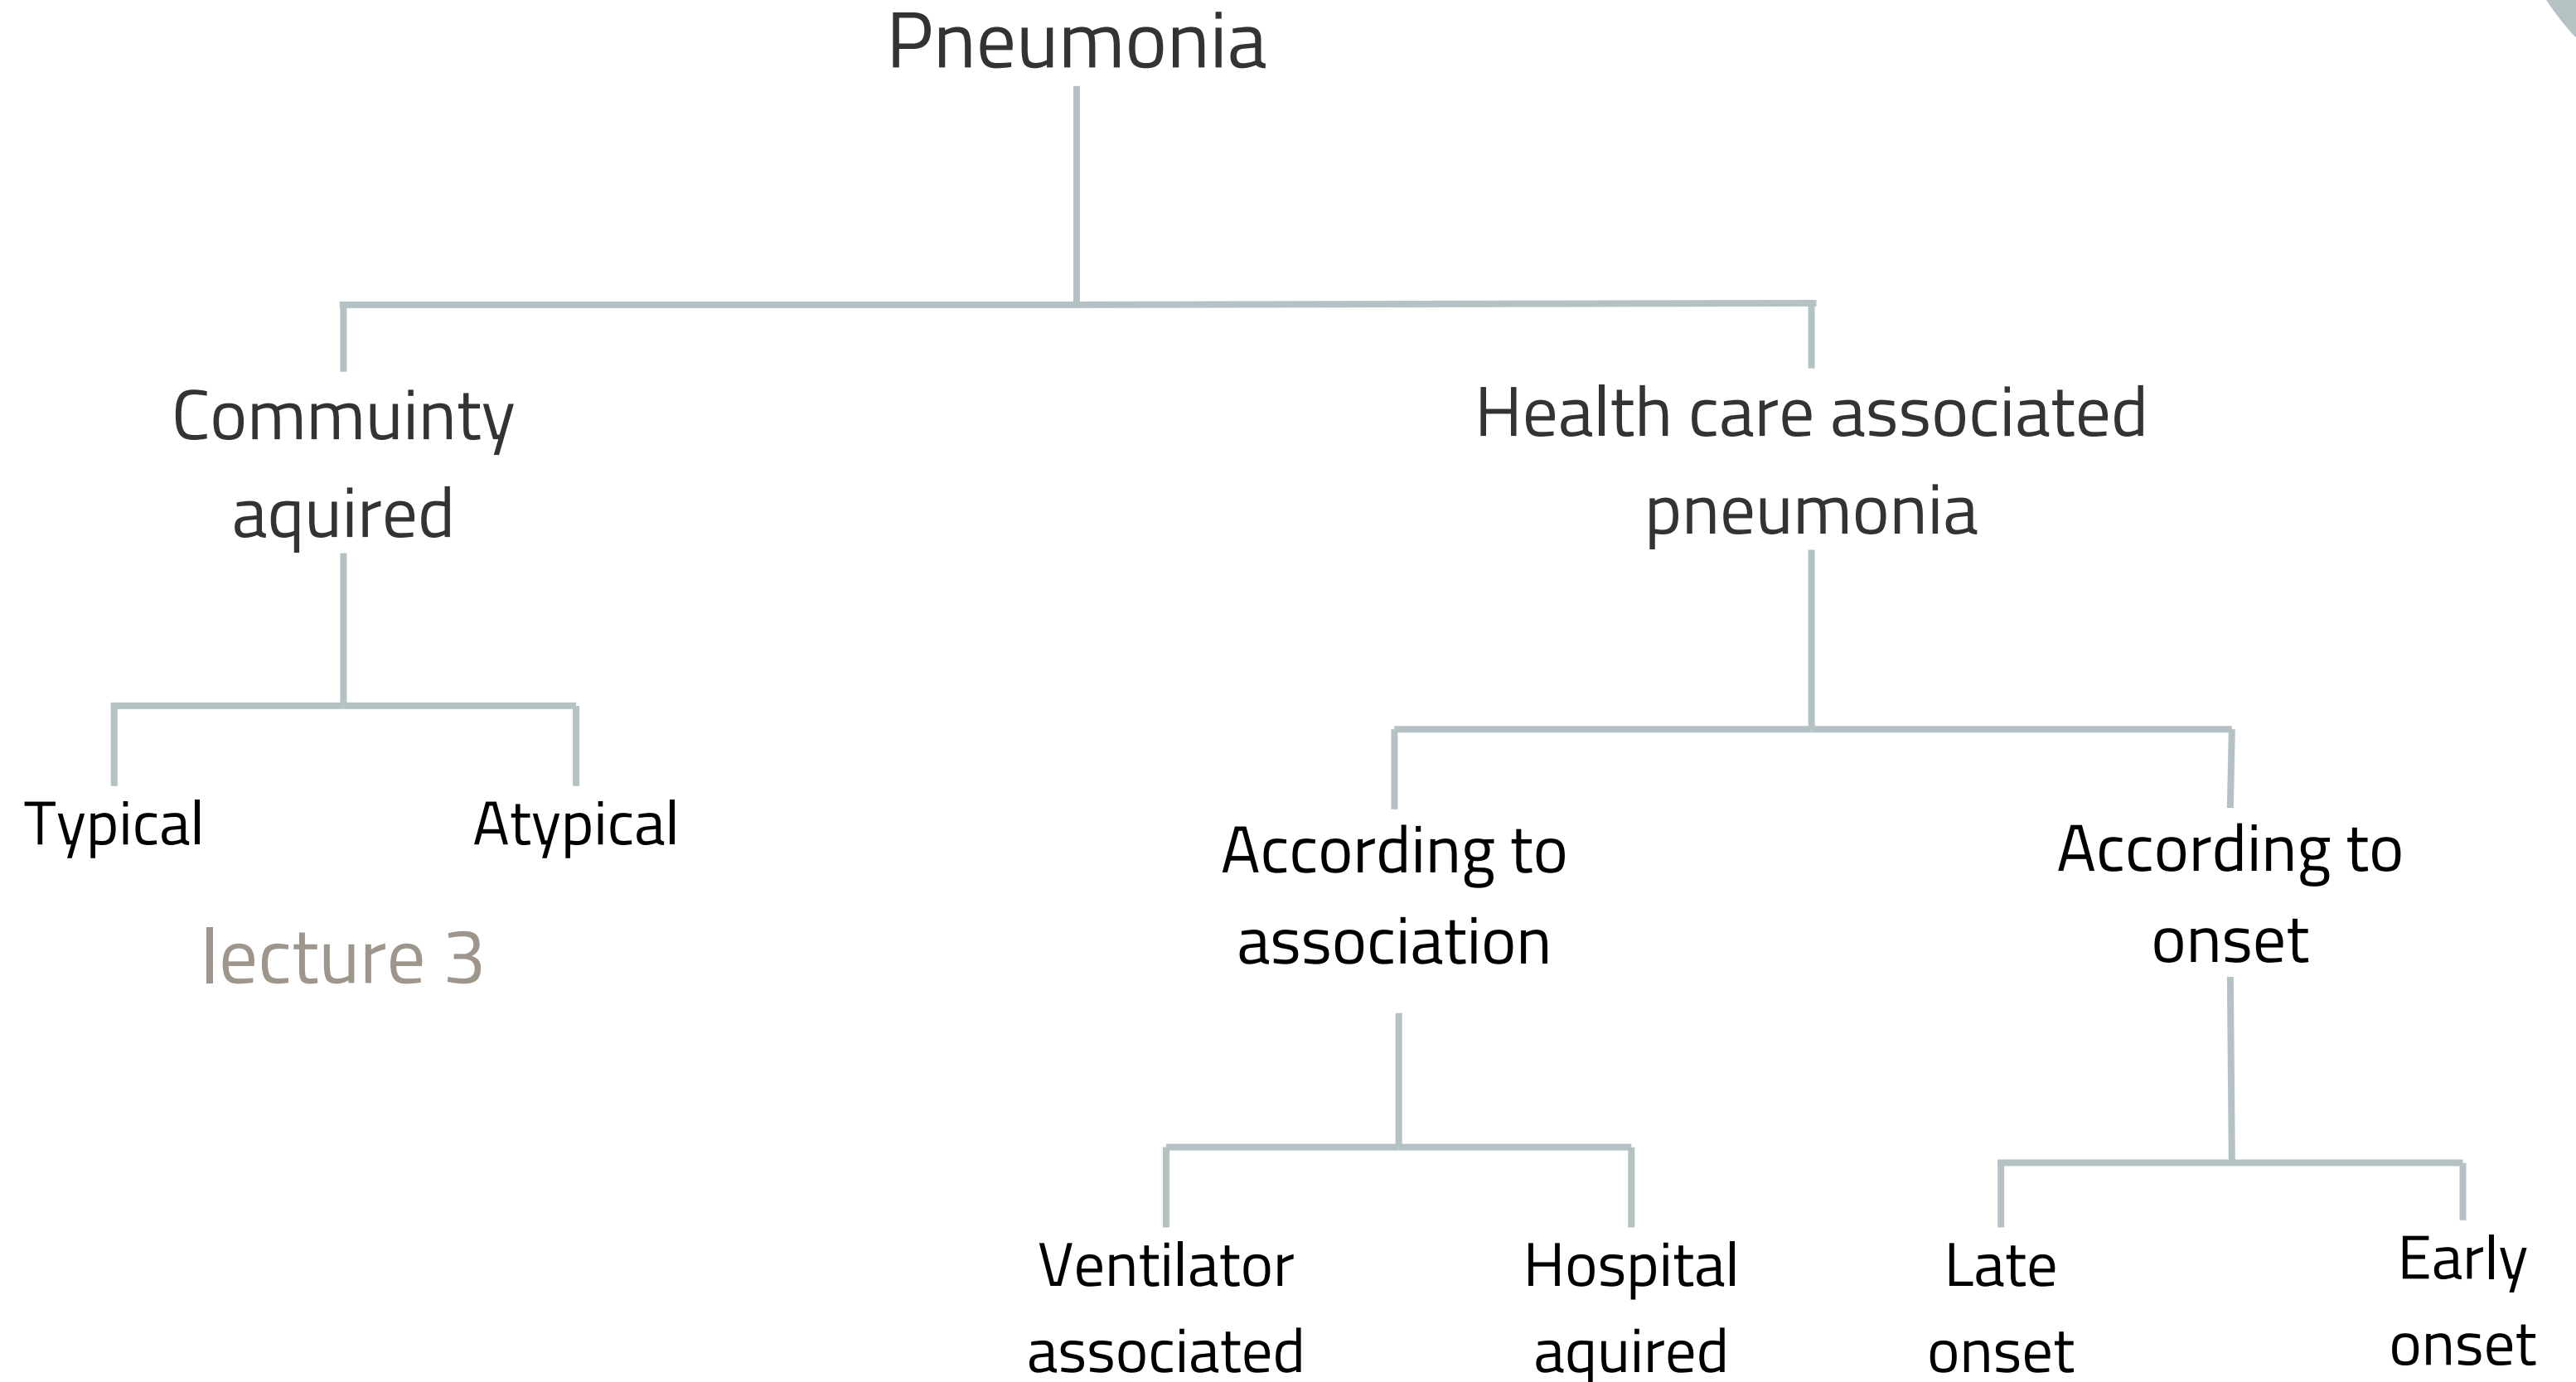 Pneumonia
Commuinty
aquired
Health care associated
pneumonia
Typical
Atypical
lecture 3
According to
association
According to
onset
Ventilator
associated
Hospital
aquired
Late
onset
Early
onset